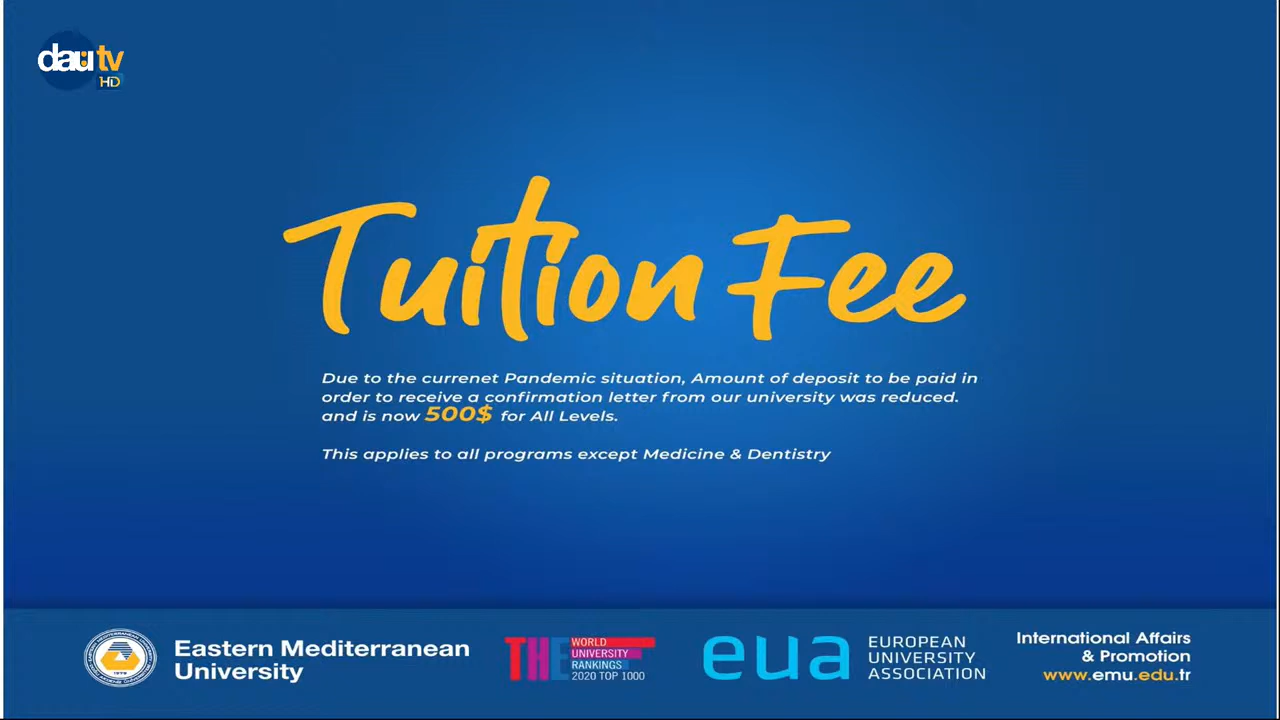 daü tv
HD
Tuition Fee
Due to the currenet Pandemic situation, Amount of deposit to be paid in
order to receive a confirmation letter from our university was reduced.
and is now 500$ for All Levels.
This applies to all programs except Medicine & Dentistry
Eastern Mediterranean
University
THE
WORLD
UNIVERSITY
RANKINGS
2020 TOP 1000
eua
EUROPEAN
UNIVERSITY
ASSOCIATION
International Affairs
& Promotion
www.emu.edu.tr